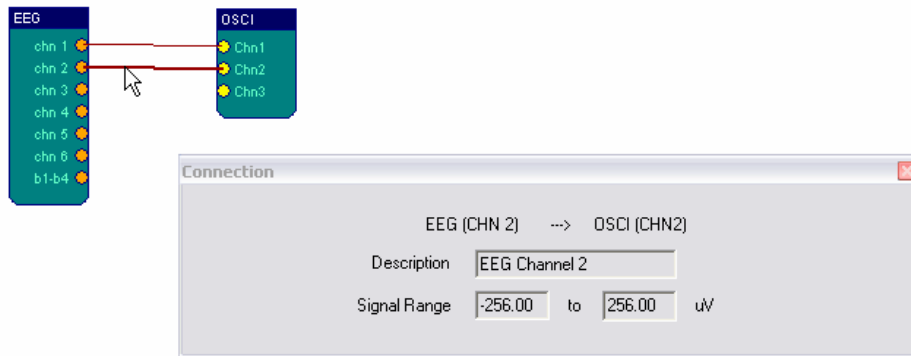 EEG
chn 1
chn 2
chn 3
chn 4
chn 5
chn 6
b1-b4
OSCI
Chn1
Chn2
Chn3
Connection
EEG (CHN 2) ---> OSCI (CHN2)
Description EEG Channel 2
Signal Range -256.00 to 256.00 uV